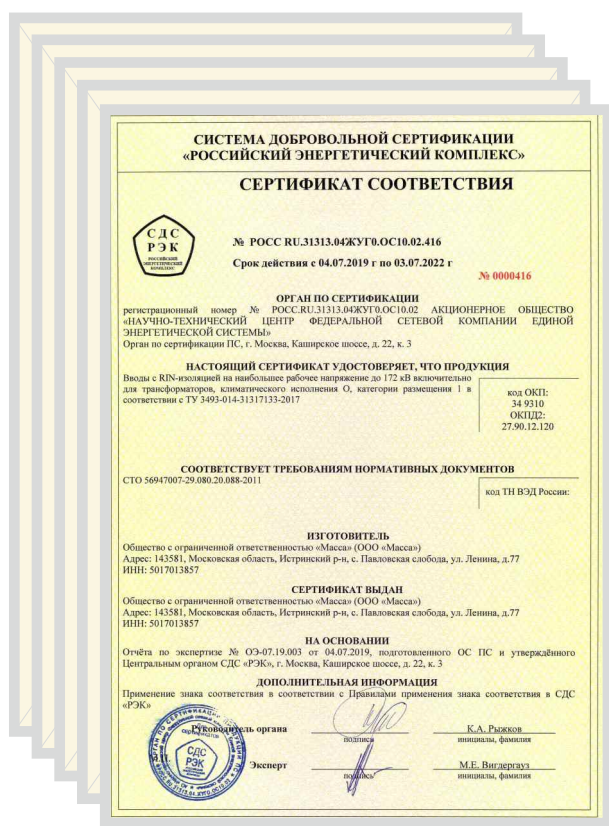 СИСТЕМА ДОБРОВОЛЬНОЙ СЕРТИФИКАЦИИ
«РОССИЙСКИЙ ЭНЕРГЕТИЧЕСКИЙ КОМПЛЕКС»
СЕРТИФИКАТ СООТВЕТСТВИЯ
СДС
РЭК
РОССИЙСКИЙ
ЭНЕРГЕТИЧЕСКИЙ
КОМПЛЕКС
№ РОСС RU.31313.04ЖУГ0.ОС10.02.416
Срок действия с 04.07.2019 г по 03.07.2022 г
№ 0000416
ОРГАН ПО СЕРТИФИКАЦИИ
регистрационный номер № РОСС.RU.31313.04ЖУГ0.ОС10.02 АКЦИОНЕРНОЕ ОБЩЕСТВО
«НАУЧНО-ТЕХНИЧЕСКИЙ ЦЕНТР ФЕДЕРАЛЬНОЙ СЕТЕВОЙ КОМПАНИИ ЕДИНОЙ
ЭНЕРГЕТИЧЕСКОЙ СИСТЕМЫ»
Орган по сертификации ПС, г. Москва, Каширское шоссе, д. 22, к. 3
НАСТОЯЩИЙ СЕРТИФИКАТ УДОСТОВЕРЯЕТ, ЧТО ПРОДУКЦИЯ
Вводы с RIN-изоляцией на наибольшее рабочее напряжение до 172 кВ включительно
для трансформаторов, климатического исполнения О, категории размещения 1 в
соответствии с ТУ 3493-014-31317133-2017
код ОКП:
34 9310
ОКПД2:
27.90.12.120
СООТВЕТСТВУЕТ ТРЕБОВАНИЯМ НОРМАТИВНЫХ ДОКУМЕНТОВ
СТО 56947007-29.080.20.088-2011
код ТН ВЭД России:
ИЗГОТОВИТЕЛЬ
Общество с ограниченной ответственностью «Масса» (ООО «Масса»)
Адрес: 143581, Московская область, Истринский р-н, с. Павловская слобода, ул. Ленина, д.77
ИНН: 5017013857
СЕРТИФИКАТ ВЫДАН
Общество с ограниченной ответственностью «Масса» (ООО «Масса»)
Адрес: 143581, Московская область, Истринский р-н, с. Павловская слобода, ул. Ленина, д.77
ИНН: 5017013857
НА ОСНОВАНИИ
Отчёта по экспертизе № ОЭ-07.19.003 от 04.07.2019, подготовленного ОС ПС и утверждённого
Центральным органом СДС «РЭК», г. Москва, Каширское шоссе, д. 22, к. 3
ДОПОЛНИТЕЛЬНАЯ ИНФОРМАЦИЯ
Применение знака соответствия в соответствии с Правилами применения знака соответствия в СДС
«РЭК»
Руководитель органа
подпись
К.А. Рыжков
инициалы, фамилия
М.П.
СДС
РЭК
Эксперт
подпись
М.Е. Вигдергауз
инициалы, фамилия